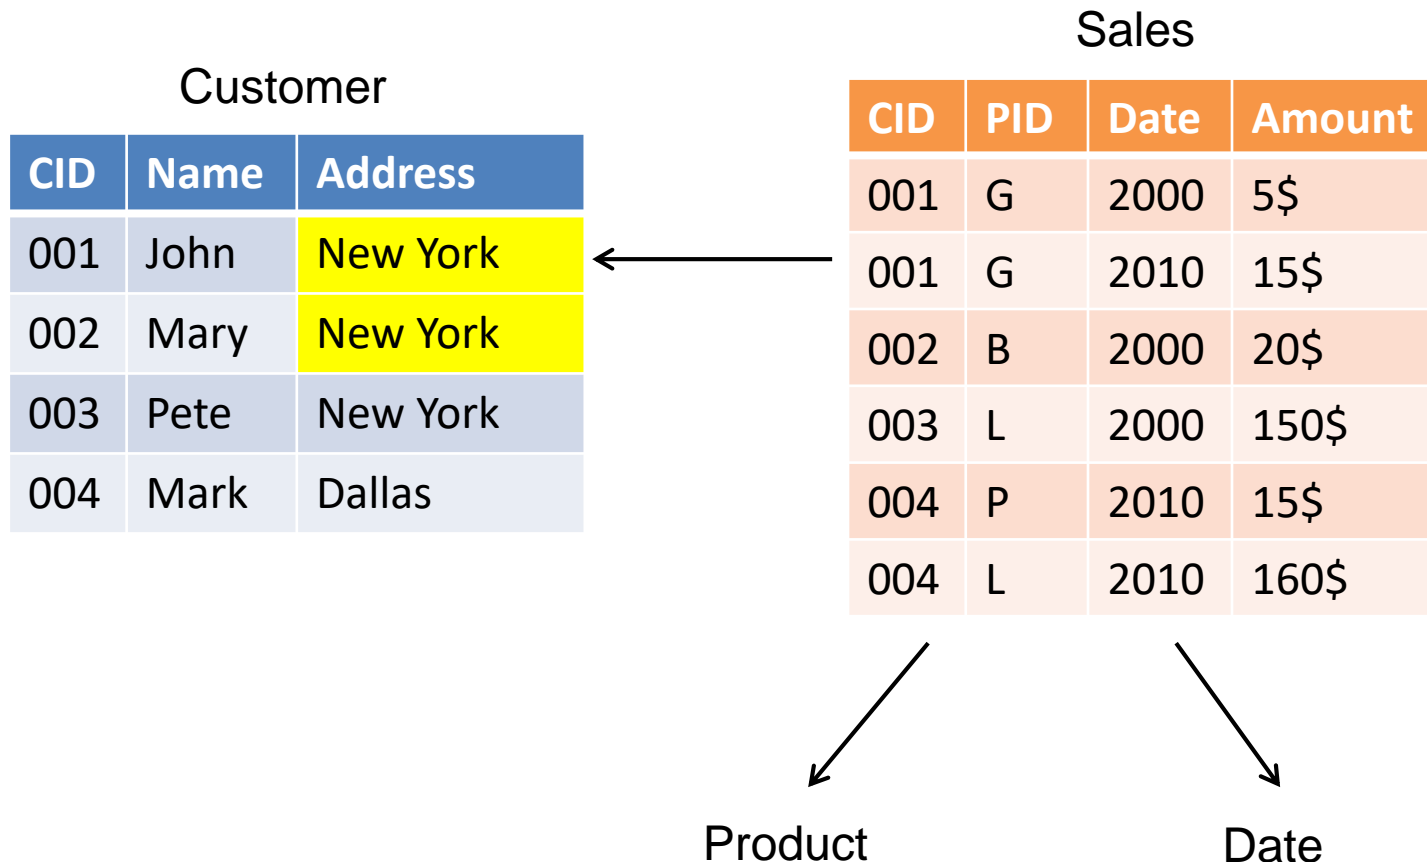 Customer
CID Name Address
001 John New York
002 Mary New York
003 Pete New York
004 Mark Dallas
Sales
CID PID Date Amount
001 G 2000 5$
001 G 2010 15$
002 B 2000 20$
003 L 2000 150$
004 P 2010 15$
004 L 2010 160$
Product
Date